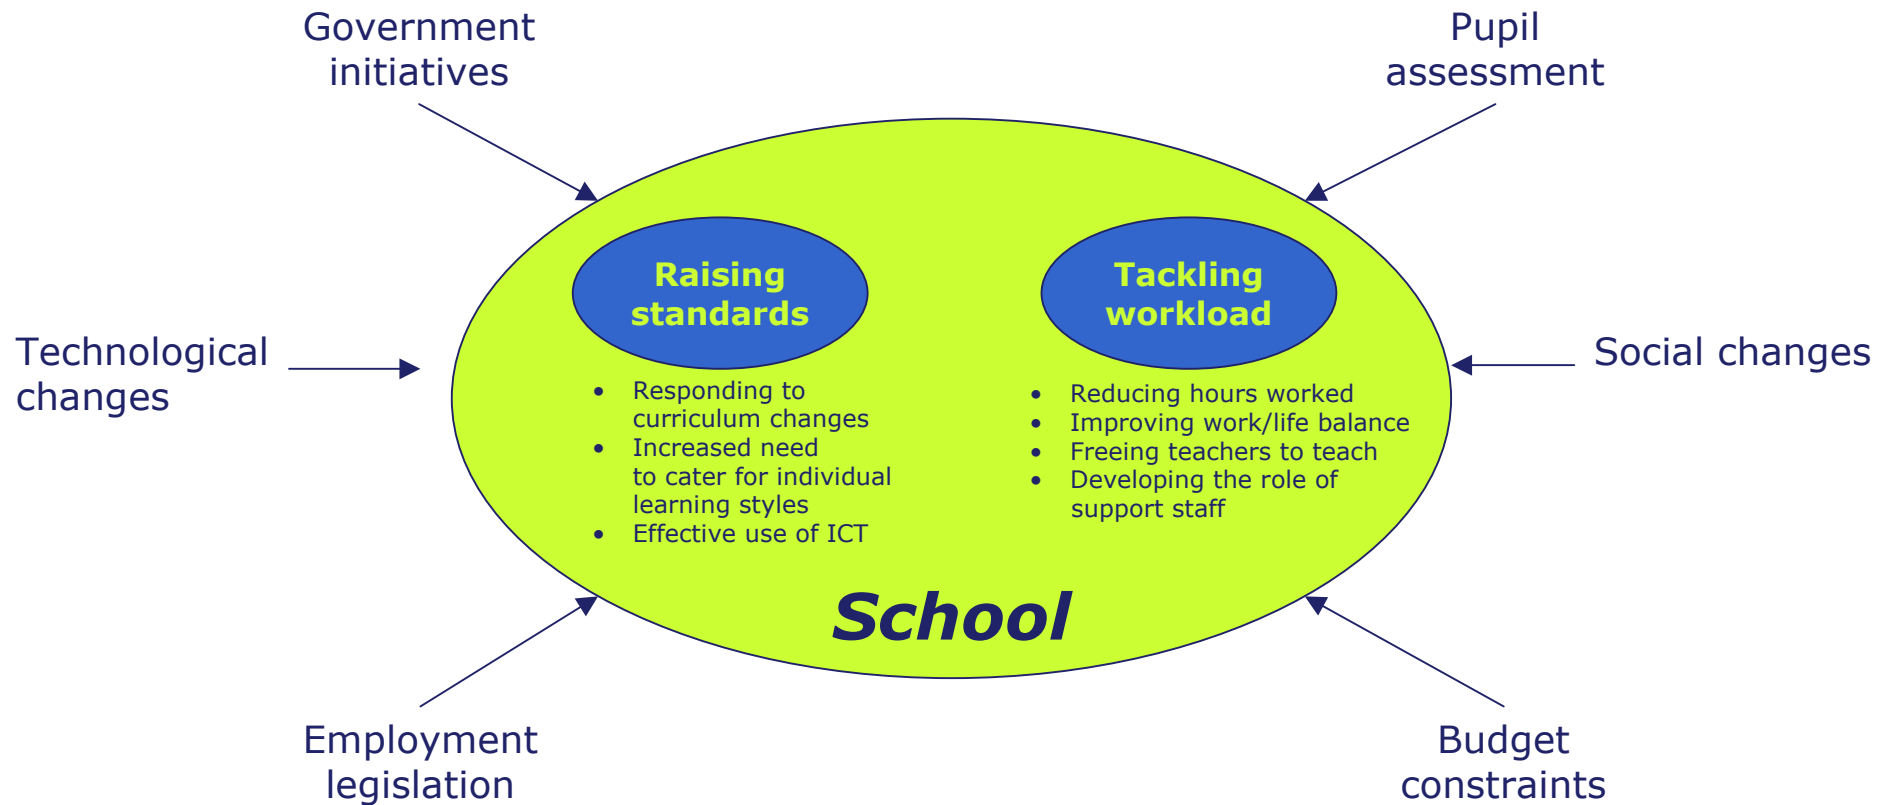 Government
initiatives
Pupil
assessment
Raising
standards
Tackling
workload
Technological
changes
Social changes
• Responding to
curriculum changes
• Increased need
to cater for individual
learning styles
• Effective use of ICT
• Reducing hours worked
• Improving work/life balance
• Freeing teachers to teach
• Developing the role of
support staff
School
Employment
legislation
Budget
constraints